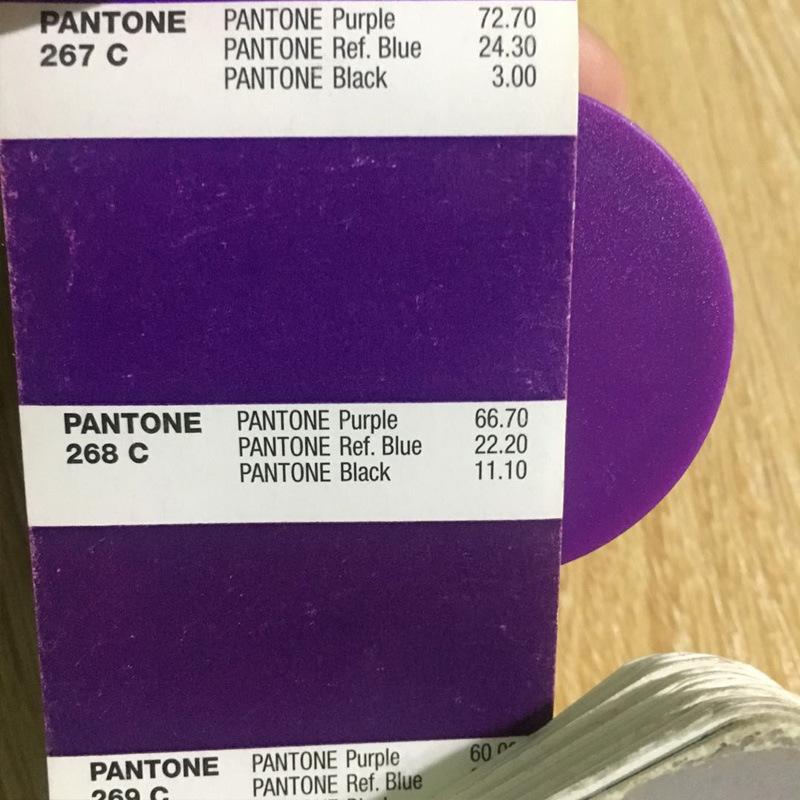 PANTONE PANTONE Purple 72.70
267 C PANTONE Ref. Blue 24.30
PANTONE Black 3.00
PANTONE PANTONE Purple 66.70
268 C PANTONE Ref. Blue 22.20
PANTONE Black 11.10
PANTONE PANTONE Purple
269 C PANTONE Ref. Blue